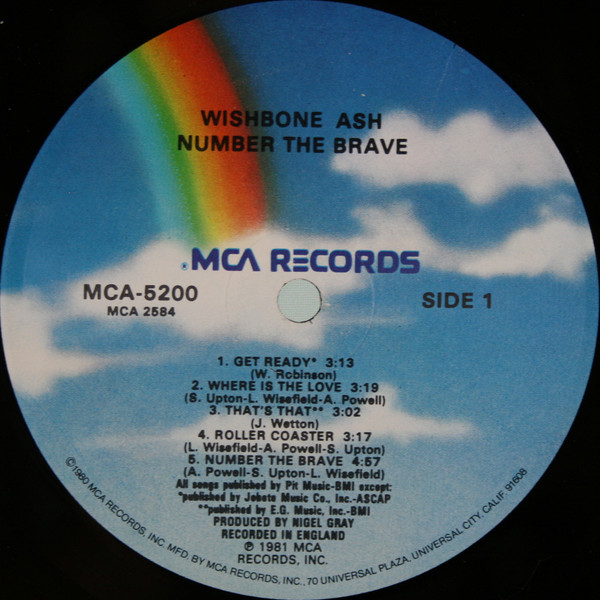 WISHBONE ASH
NUMBER THE BRAVE
MCA RECORDS
MCA-5200
MCA 2584
SIDE 1
1. GET READY* 3:13
(W. Robinson)
2. WHERE IS THE LOVE 3:19
(S. Upton-L. Wisefield-A. Powell)
3. THAT'S THAT** 3:02
(J. Wetton)
4. ROLLER COASTER 3:17
(L. Wisefield-A. Powell-S. Upton)
5. NUMBER THE BRAVE 4:57
(A. Powell-S. Upton-L. Wisefield)
All songs published by Pit Music-BMI except:
*published by Jobete Music Co., Inc.-ASCAP
**published by E.G. Music, Inc.-BMI
PRODUCED BY NIGEL GRAY
RECORDED IN ENGLAND
℗ 1981 MCA
RECORDS, INC.
©1980 MCA RECORDS, INC. MFD. BY MCA RECORDS, INC., 70 UNIVERSAL PLAZA, UNIVERSAL CITY, CALIF. 91608